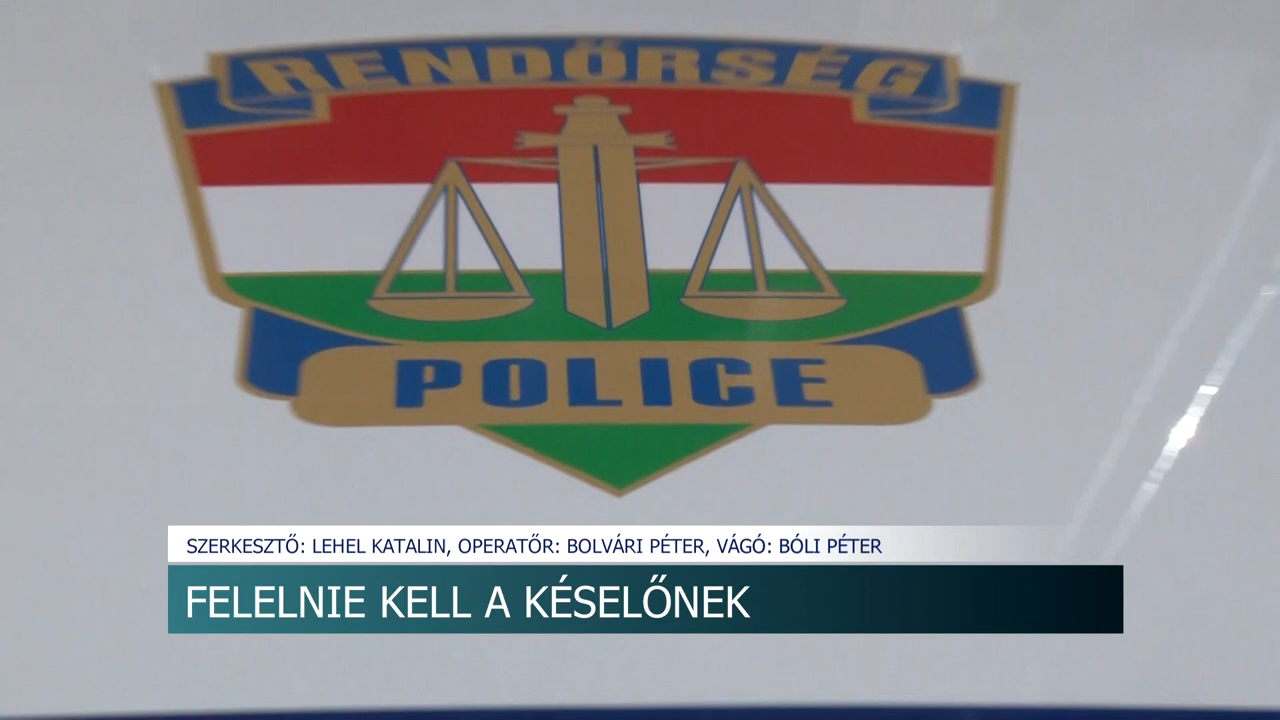 RENDŐRSÉG
POLICE
SZERKESZTŐ: LEHEL KATALIN, OPERATŐR: BOLVÁRI PÉTER, VÁGÓ: BÓLI PÉTER
FELELNIE KELL A KÉSELŐNEK